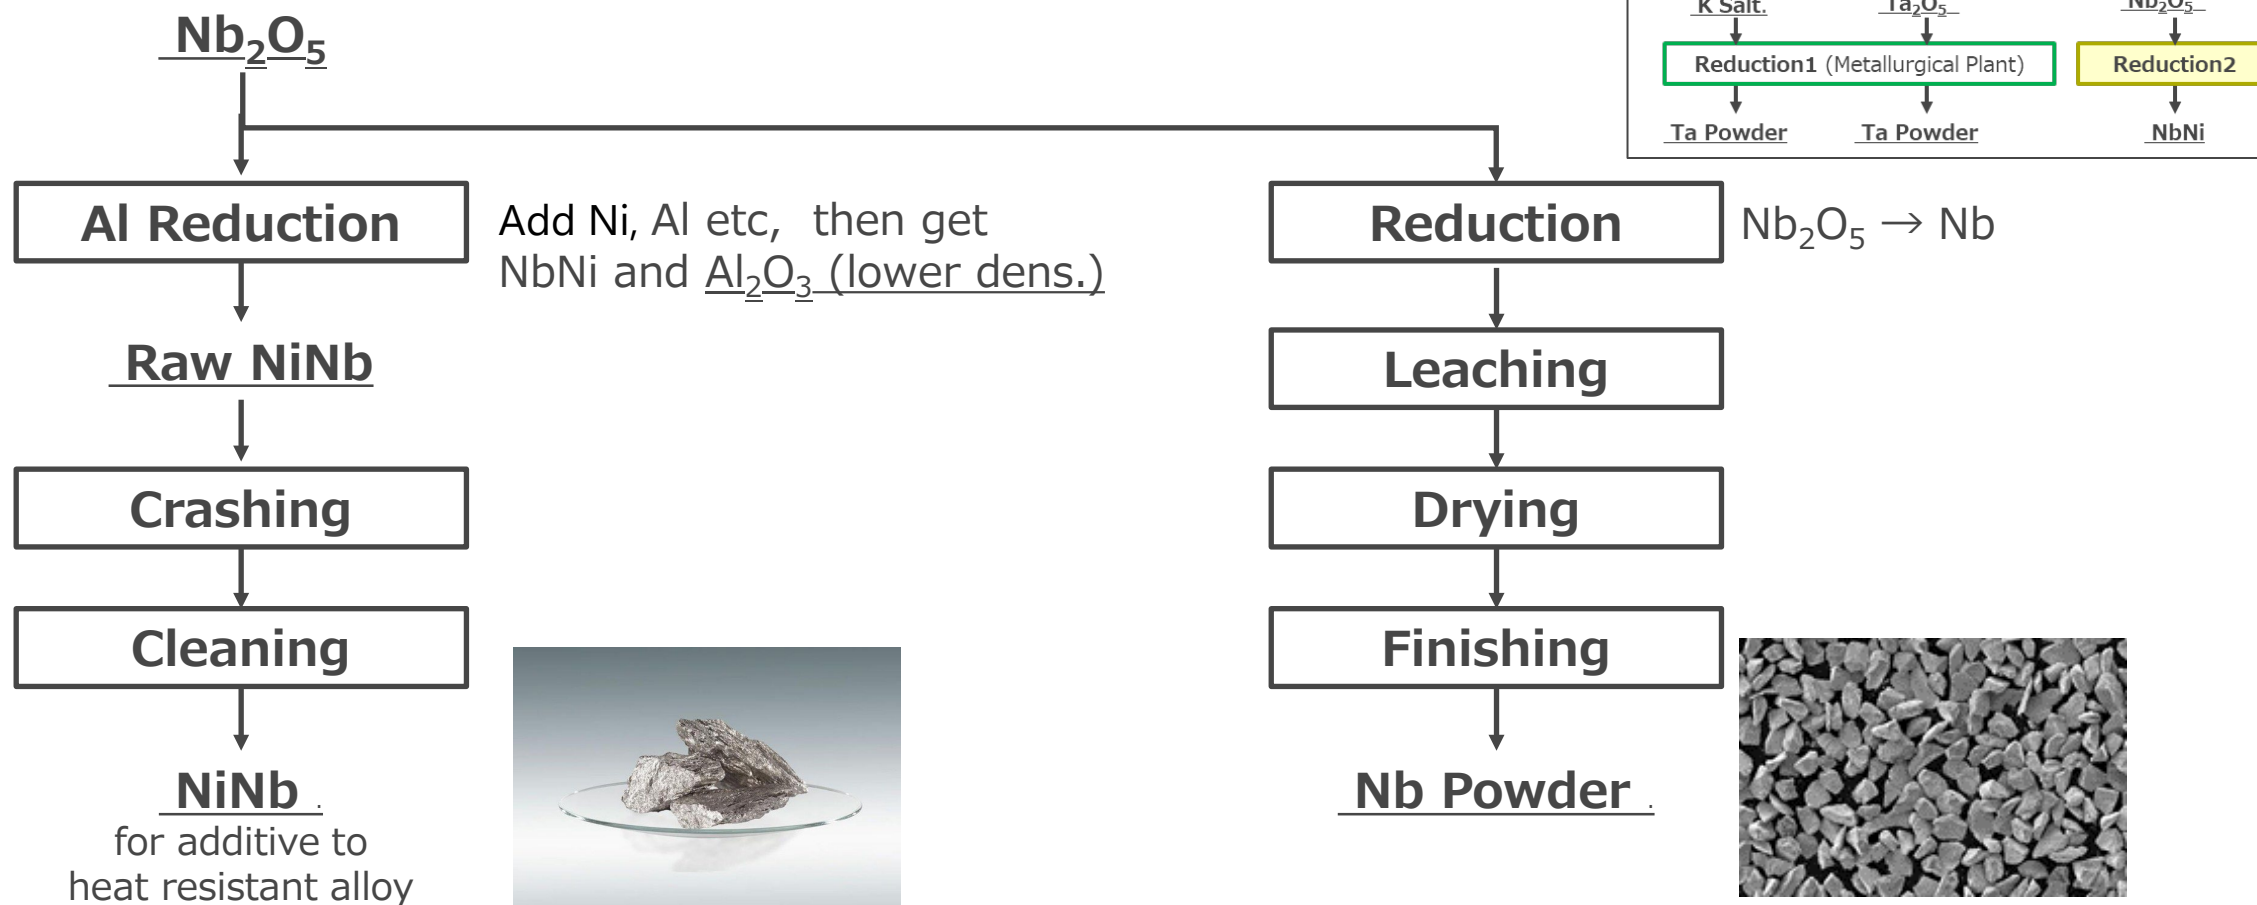 Nb₂O₅
Al Reduction
Add Ni, Al etc, then get
NbNi and Al₂O₃ (lower dens.)
Raw NiNb
Crashing
Cleaning
NiNb .
for additive to
heat resistant alloy
Reduction
Nb₂O₅ → Nb
Leaching
Drying
Finishing
Nb Powder .
K Salt. Ta₂O₅ Nb₂O₅
Reduction1 (Metallurgical Plant) Reduction2
Ta Powder Ta Powder NbNi